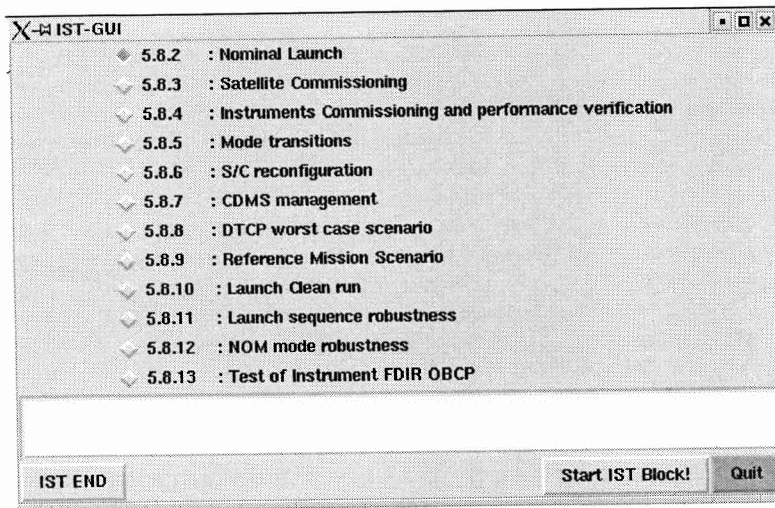 IST-GUI
5.8.2 : Nominal Launch
5.8.3 : Satellite Commissioning
5.8.4 : Instruments Commissioning and performance verification
5.8.5 : Mode transitions
5.8.6 : S/C reconfiguration
5.8.7 : CDMS management
5.8.8 : DTCP worst case scenario
5.8.9 : Reference Mission Scenario
5.8.10 : Launch Clean run
5.8.11 : Launch sequence robustness
5.8.12 : NOM mode robustness
5.8.13 : Test of Instrument FDIR OBCP
IST END Start IST Block! Quit